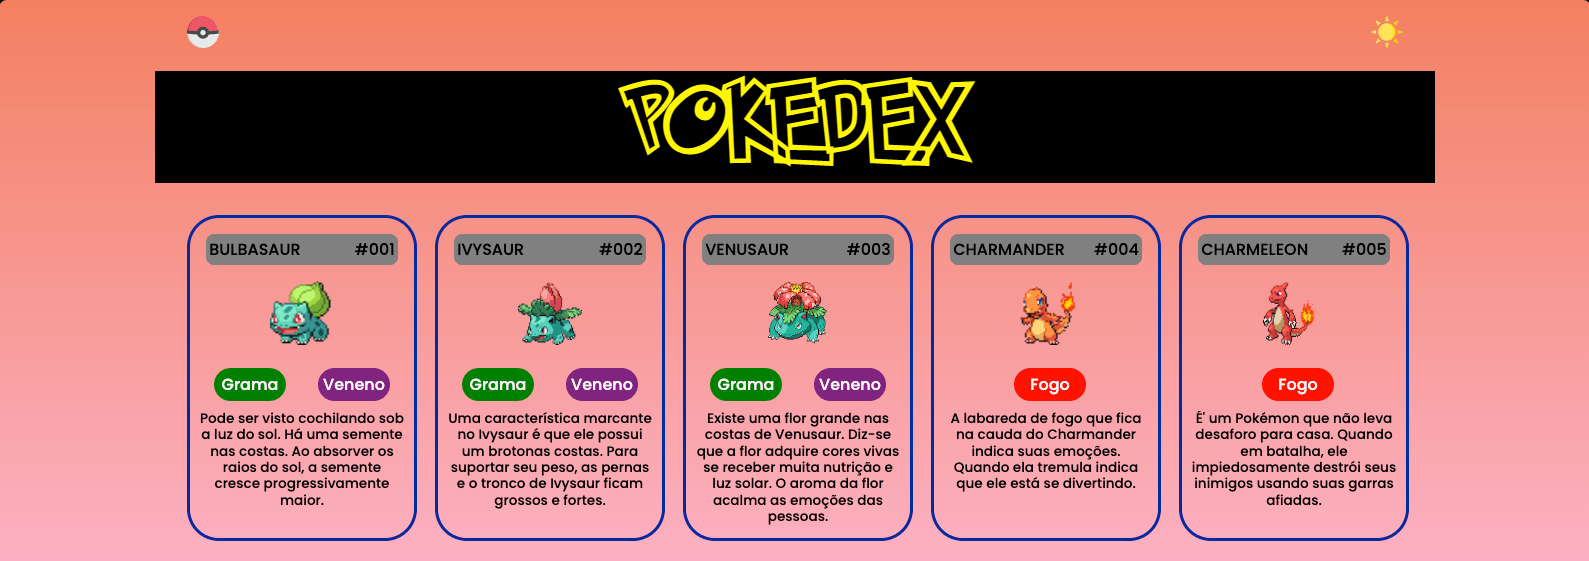 POKEDEX
BULBASAUR #001
Grama Veneno
Pode ser visto cochilando sob
a luz do sol. Há uma semente
nas costas. Ao absorver os
raios do sol, a semente
cresce progressivamente
maior.
IVYSAUR #002
Grama Veneno
Uma característica marcante
no Ivysaur é que ele possui
um brotonas costas. Para
suportar seu peso, as pernas
e o tronco de Ivysaur ficam
grossos e fortes.
VENUSAUR #003
Grama Veneno
Existe uma flor grande nas
costas de Venusaur. Diz-se
que a flor adquire cores vivas
se receber muita nutrição e
luz solar. O aroma da flor
acalma as emoções das
pessoas.
CHARMANDER #004
Fogo
A labareda de fogo que fica
na cauda do Charmander
indica suas emoções.
Quando ela tremula indica
que ele está se divertindo.
CHARMELEON #005
Fogo
É' um Pokémon que não leva
desaforo para casa. Quando
em batalha, ele
impiedosamente destrói seus
inimigos usando suas garras
afiadas.